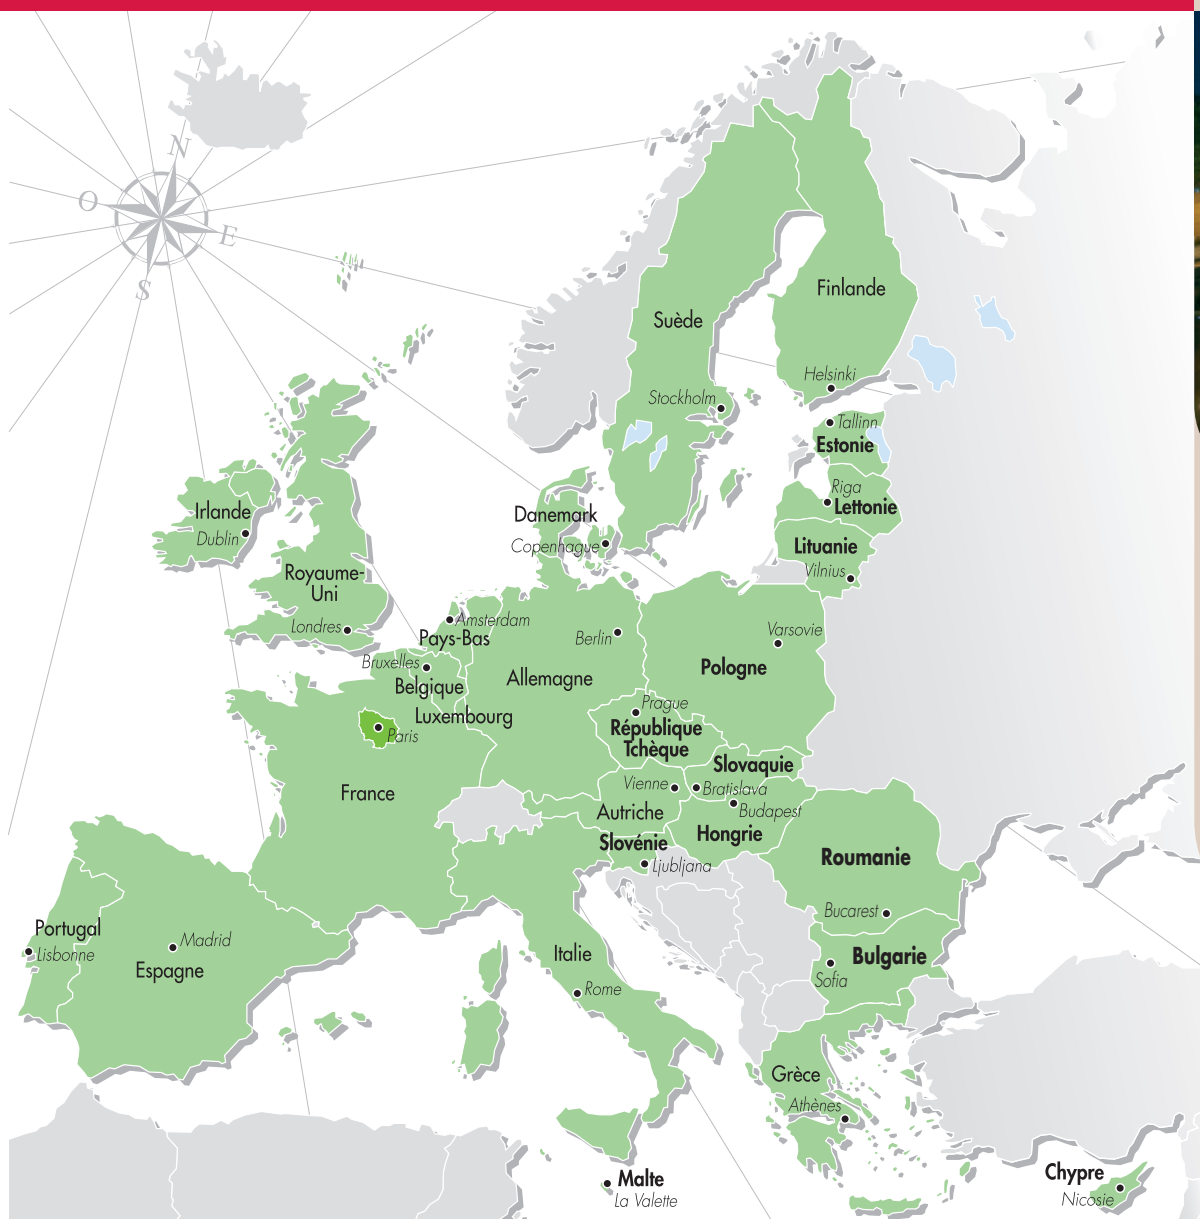 N
O
E
S
Finlande
Suède
Helsinki
Stockholm
Tallinn
Estonie
Riga
Lettonie
Irlande
Dublin
Danemark
Copenhague
Lituanie
Vilnius
Royaume-
Uni
Londres
Amsterdam
Pays-Bas
Berlin
Varsovie
Bruxelles
Belgique
Allemagne
Pologne
Luxembourg
Paris
Prague
République
Tchèque
Slovaquie
France
Vienne
Bratislava
Autriche
Budapest
Hongrie
Slovénie
Ljubljana
Roumanie
Bucarest
Portugal
Lisbonne
Madrid
Espagne
Italie
Rome
Bulgarie
Sofia
Grèce
Athènes
Malte
La Valette
Chypre
Nicosie